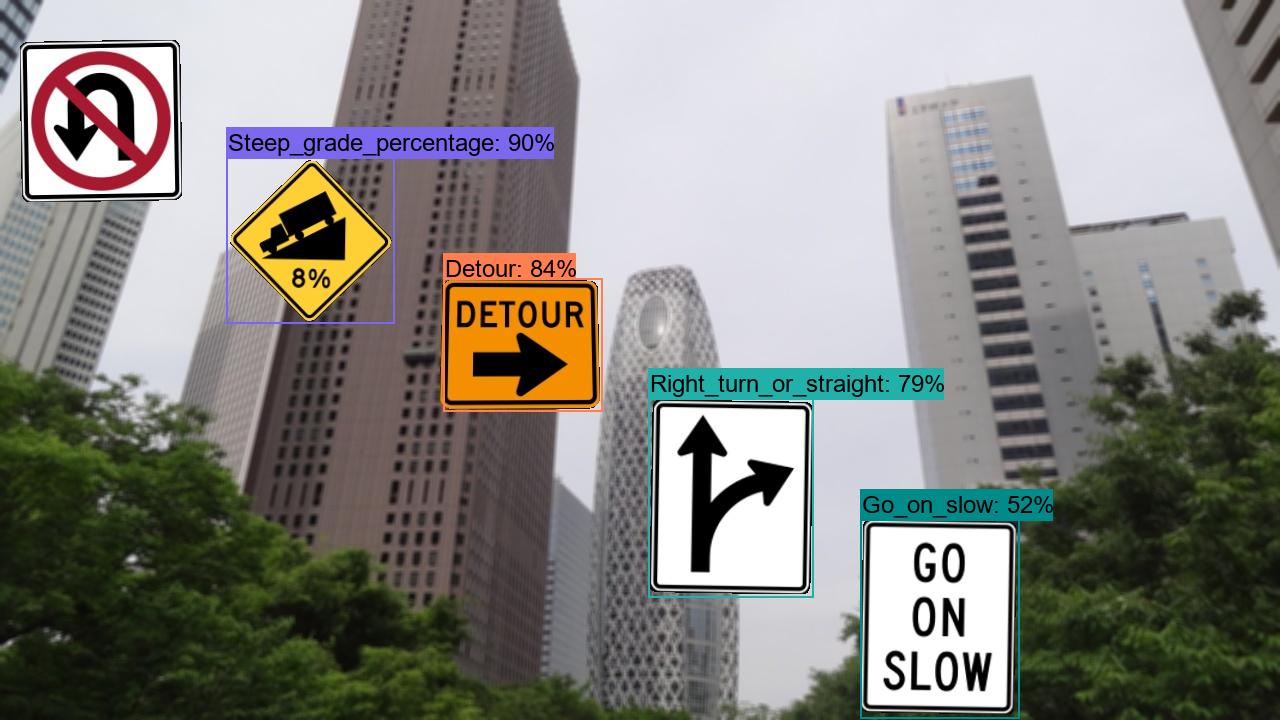 Steep_grade_percentage: 90%
8%
Detour: 84%
DETOUR
Right_turn_or_straight: 79%
Go_on_slow: 52%
GO
ON
SLOW